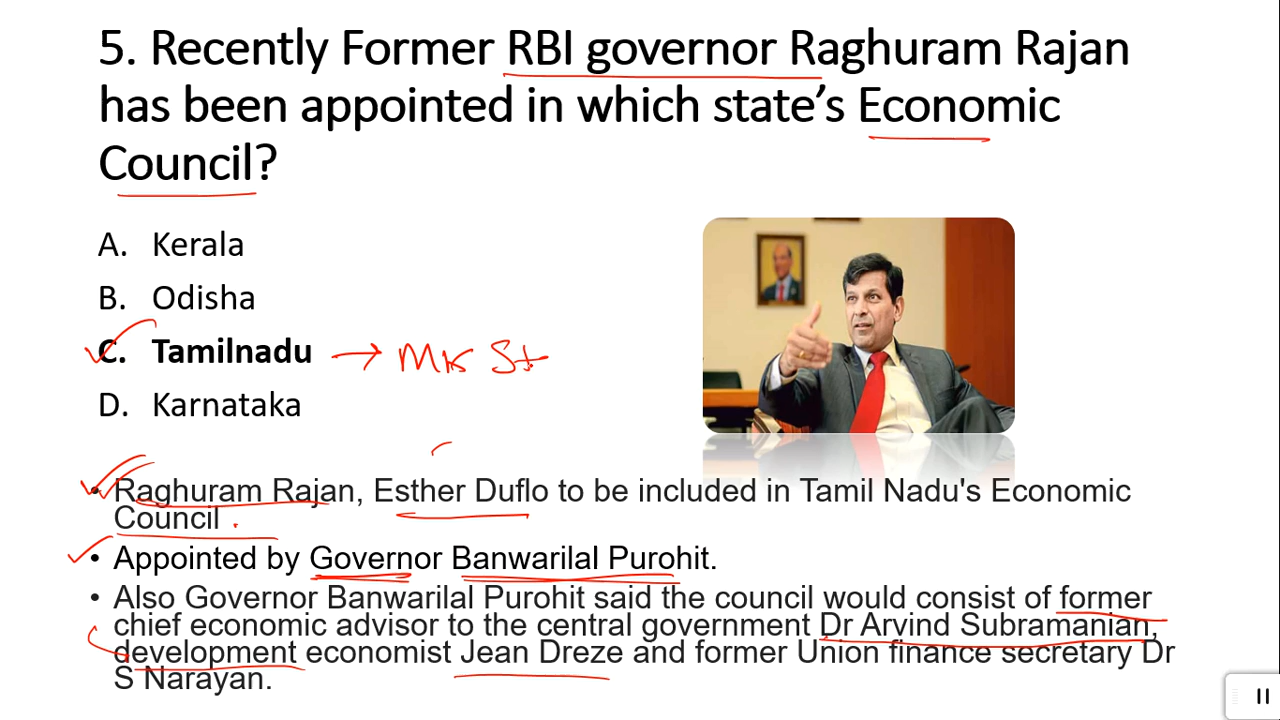 5. Recently Former RBI governor Raghuram Rajan
has been appointed in which state’s Economic
Council?
A. Kerala
B. Odisha
C. Tamilnadu → MK St
D. Karnataka
• Raghuram Rajan, Esther Duflo to be included in Tamil Nadu's Economic
Council
• Appointed by Governor Banwarilal Purohit.
• Also Governor Banwarilal Purohit said the council would consist of former
chief economic advisor to the central government Dr Arvind Subramanian,
development economist Jean Dreze and former Union finance secretary Dr
S Narayan.